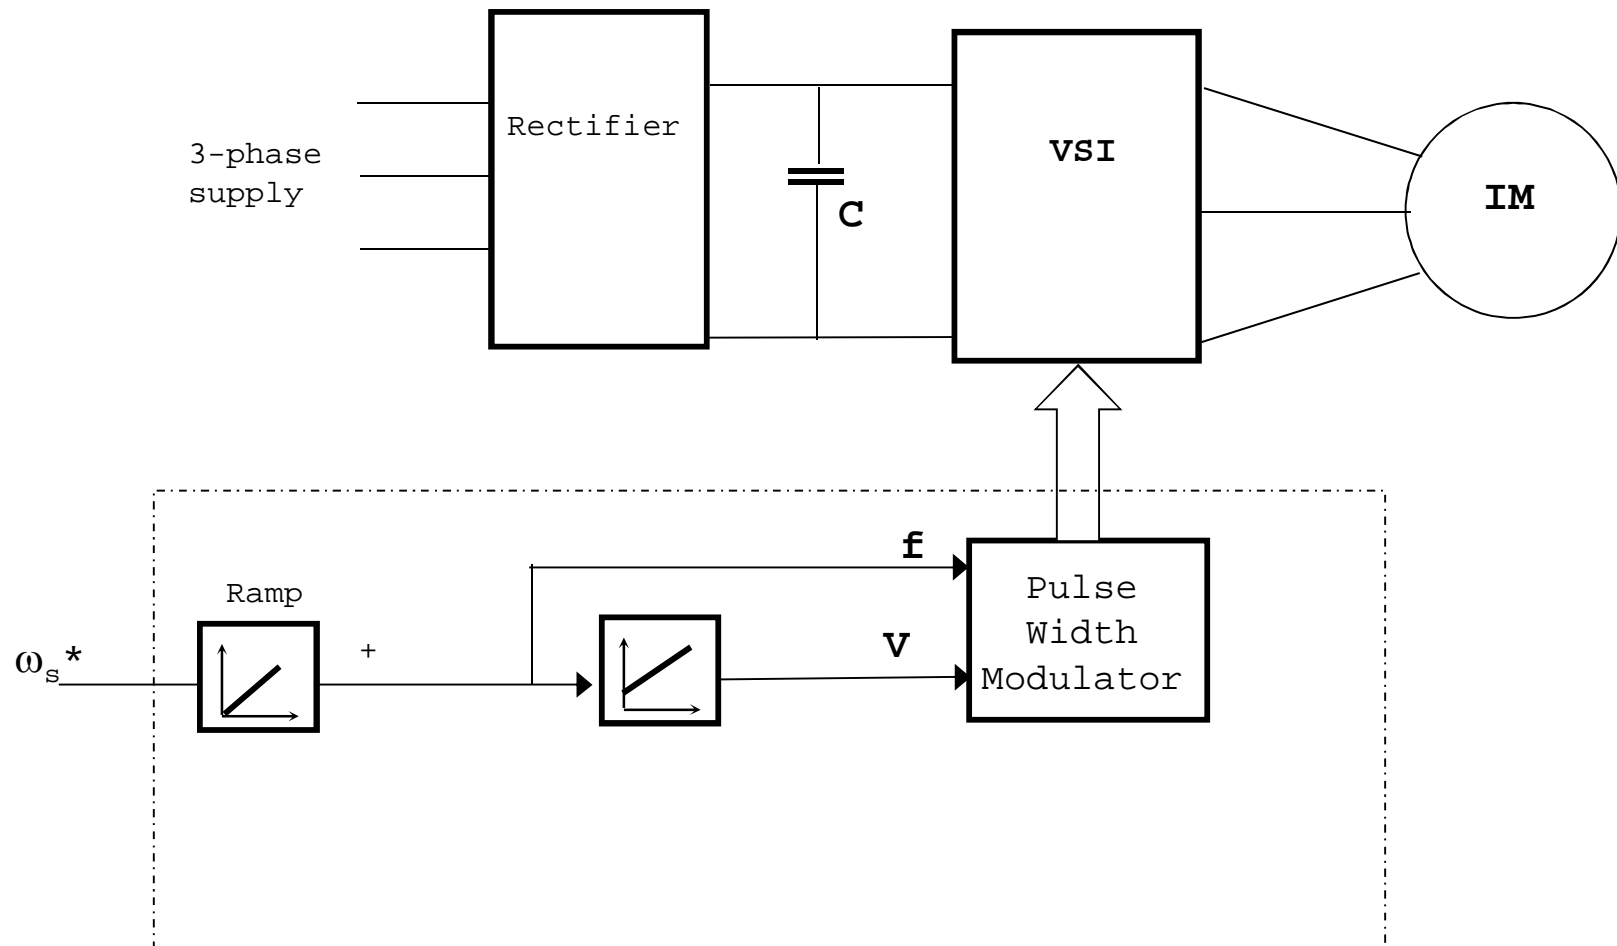 Rectifier
3-phase
supply
C
VSI
IM
f
Ramp
+
ωs*
V
Pulse
Width
Modulator